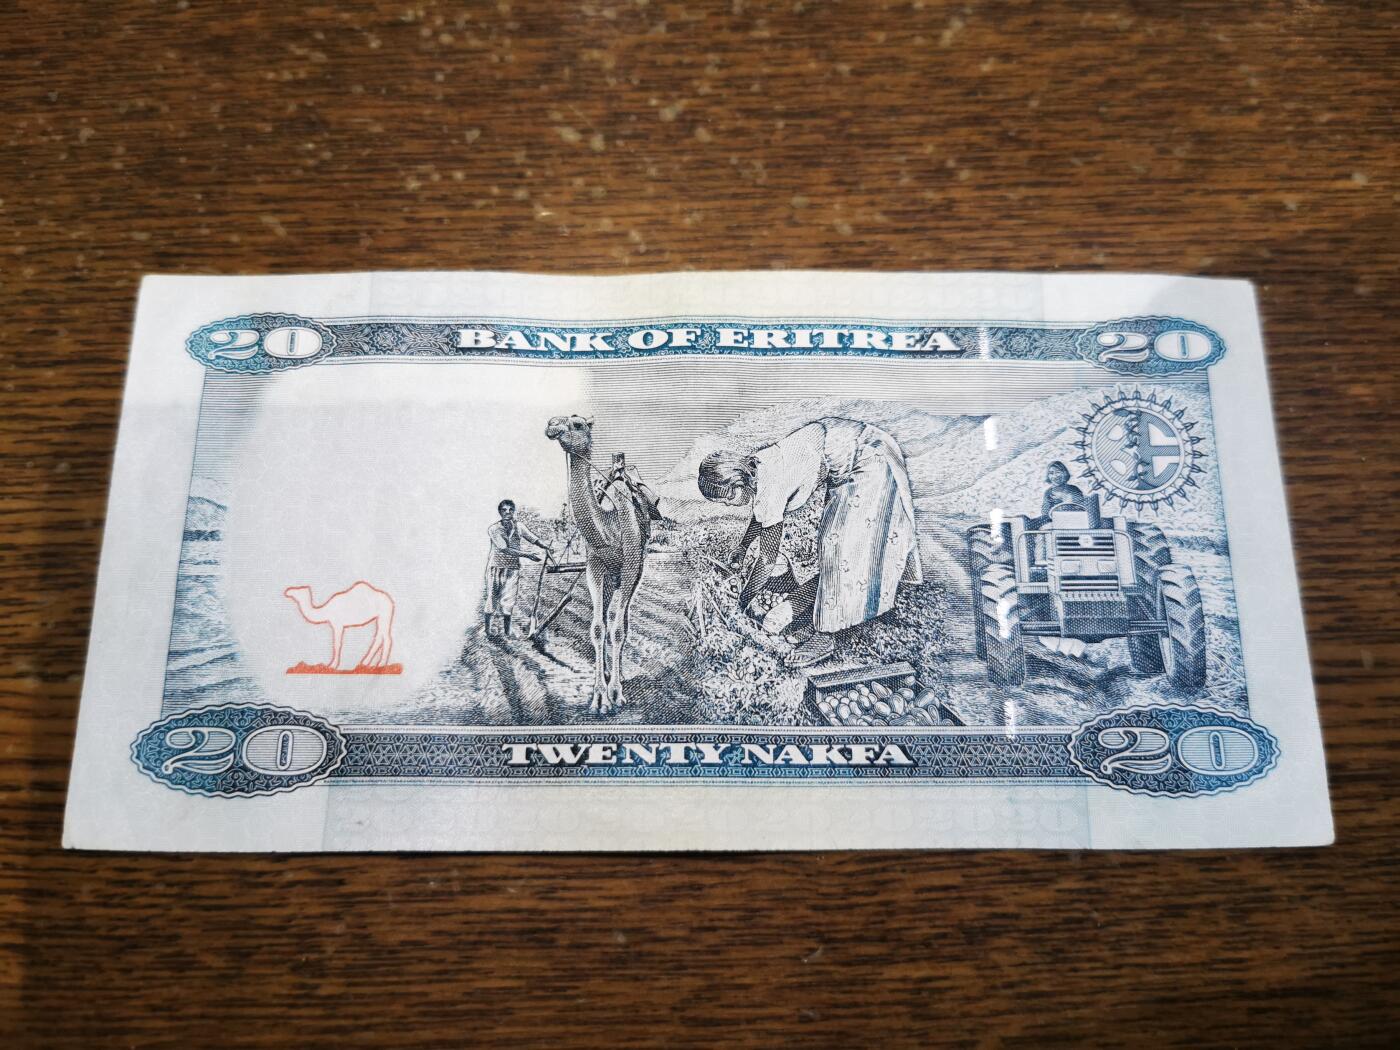 20 BANK OF ERITREA 20
20 TWENTY NAKFA 20